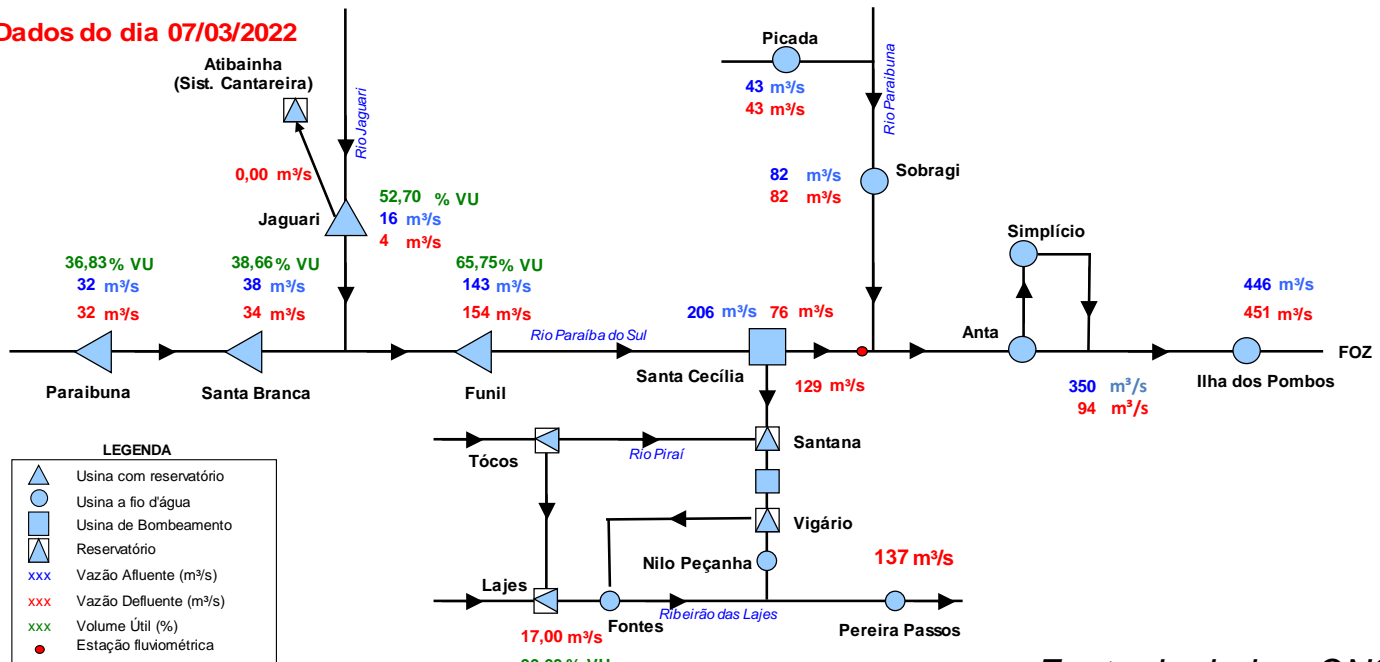 Dados do dia 07/03/2022
Atibainha
(Sist. Cantareira)
0,00 m³/s
Rio Jaguari
Jaguari
52,70 % VU
16 m³/s
4 m³/s
Picada
43 m³/s
43 m³/s
Rio Paraibuna
82 m³/s
82 m³/s
Sobragi
36,83 % VU
32 m³/s
32 m³/s
Paraibuna
38,66 % VU
38 m³/s
34 m³/s
Santa Branca
65,75 % VU
143 m³/s
154 m³/s
Funil
Rio Paraíba do Sul
206 m³/s 76 m³/s
Santa Cecília
129 m³/s
Simplício
Anta
350 m³/s
94 m³/s
446 m³/s
451 m³/s
Ilha dos Pombos
FOZ
Tócos
Rio Piraí
Santana
Vigário
Nilo Peçanha
137 m³/s
Lajes
Fontes
Ribeirão das Lajes
Pereira Passos
17,00 m³/s
% VU
LEGENDA
Usina com reservatório
Usina a fio d'água
Usina de Bombeamento
Reservatório
xxx Vazão Afluente (m³/s)
xxx Vazão Defluente (m³/s)
xxx Volume Útil (%)
Estação fluviométrica